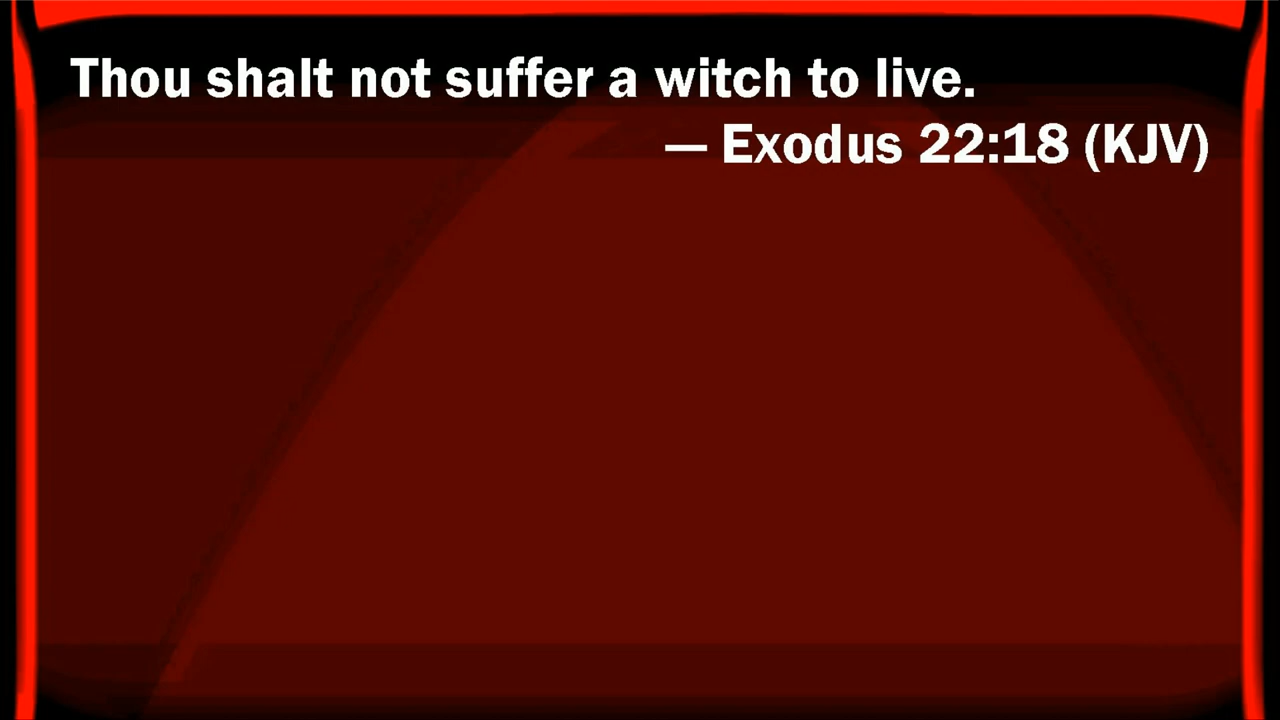 Thou shalt not suffer a witch to live.
— Exodus 22:18 (KJV)